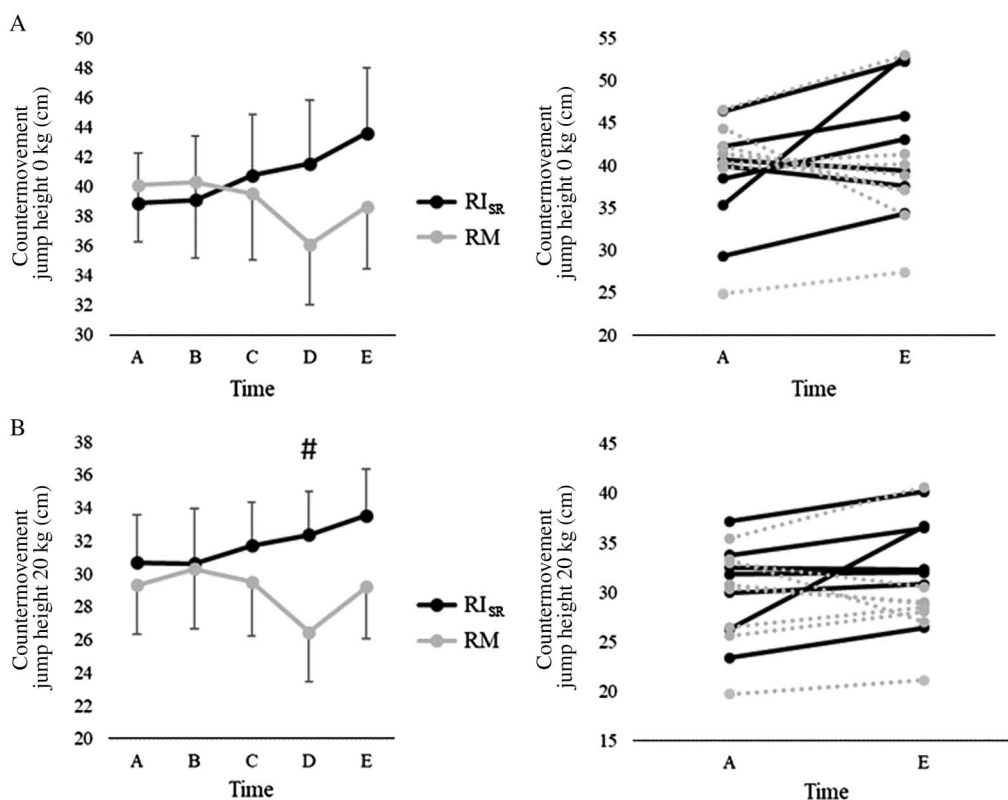 A
Countermovement
jump height 0 kg (cm)
50
48
46
44
42
40
38
36
34
32
30
A B C D E
Time
RI_SR
RM
Countermovement
jump height 0 kg (cm)
55
50
45
40
35
30
25
20
A E
Time
B
Countermovement
jump height 20 kg (cm)
38
36
34
32
30
28
26
24
22
20
#
A B C D E
Time
RI_SR
RM
Countermovement
jump height 20 kg (cm)
45
40
35
30
25
20
15
A E
Time